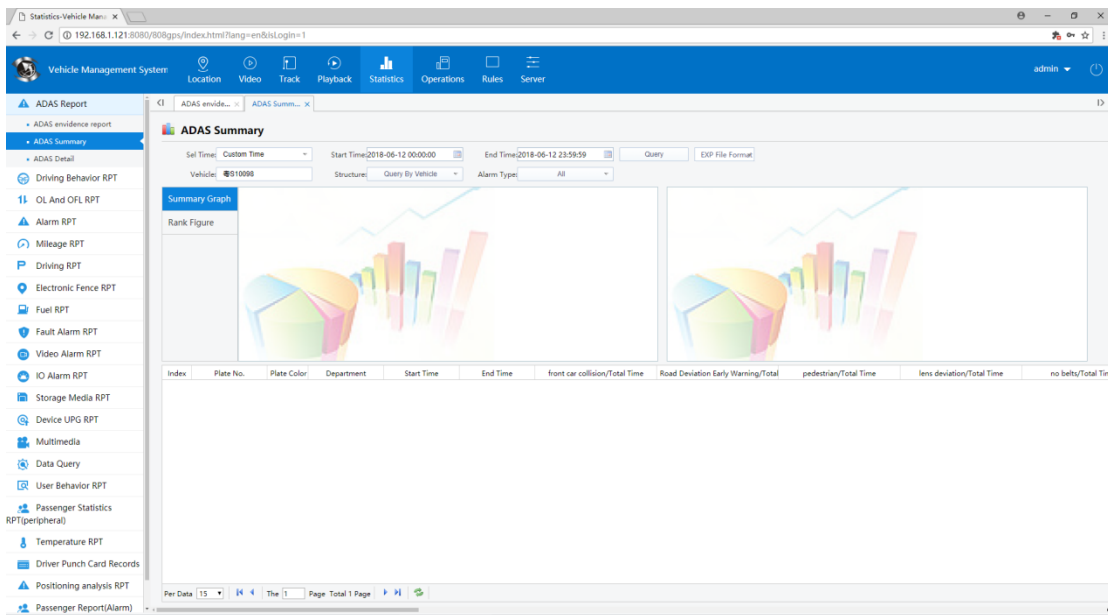 Statistics-Vehicle Mana
192.168.1.121:8080/808gps/index.html?lang=en&isLogin=1
Vehicle Management System
Location Video Track Playback Statistics Operations Rules Server
admin
ADAS Report
ADAS envidence report
ADAS Summary
ADAS Detail
Driving Behavior RPT
OL And OFL RPT
Alarm RPT
Mileage RPT
Driving RPT
Electronic Fence RPT
Fuel RPT
Fault Alarm RPT
Video Alarm RPT
IO Alarm RPT
Storage Media RPT
Device UPG RPT
Multimedia
Data Query
User Behavior RPT
Passenger Statistics
RPT(peripheral)
Temperature RPT
Driver Punch Card Records
Positioning analysis RPT
Passenger Report(Alarm)
ADAS envide... ADAS Summ...
ADAS Summary
Sel Time: Custom Time Start Time: 2018-06-12 00:00:00 End Time: 2018-06-12 23:59:59 Query EXP File Format
Vehicle: 粤S10098 Structure: Query By Vehicle Alarm Type: All
Summary Graph
Rank Figure
Index Plate No. Plate Color Department Start Time End Time front car collision/Total Time Road Deviation Early Warning/Total pedestrian/Total Time lens deviation/Total Time no belts/Total Tim
Per Data 15 The 1 Page Total 1 Page